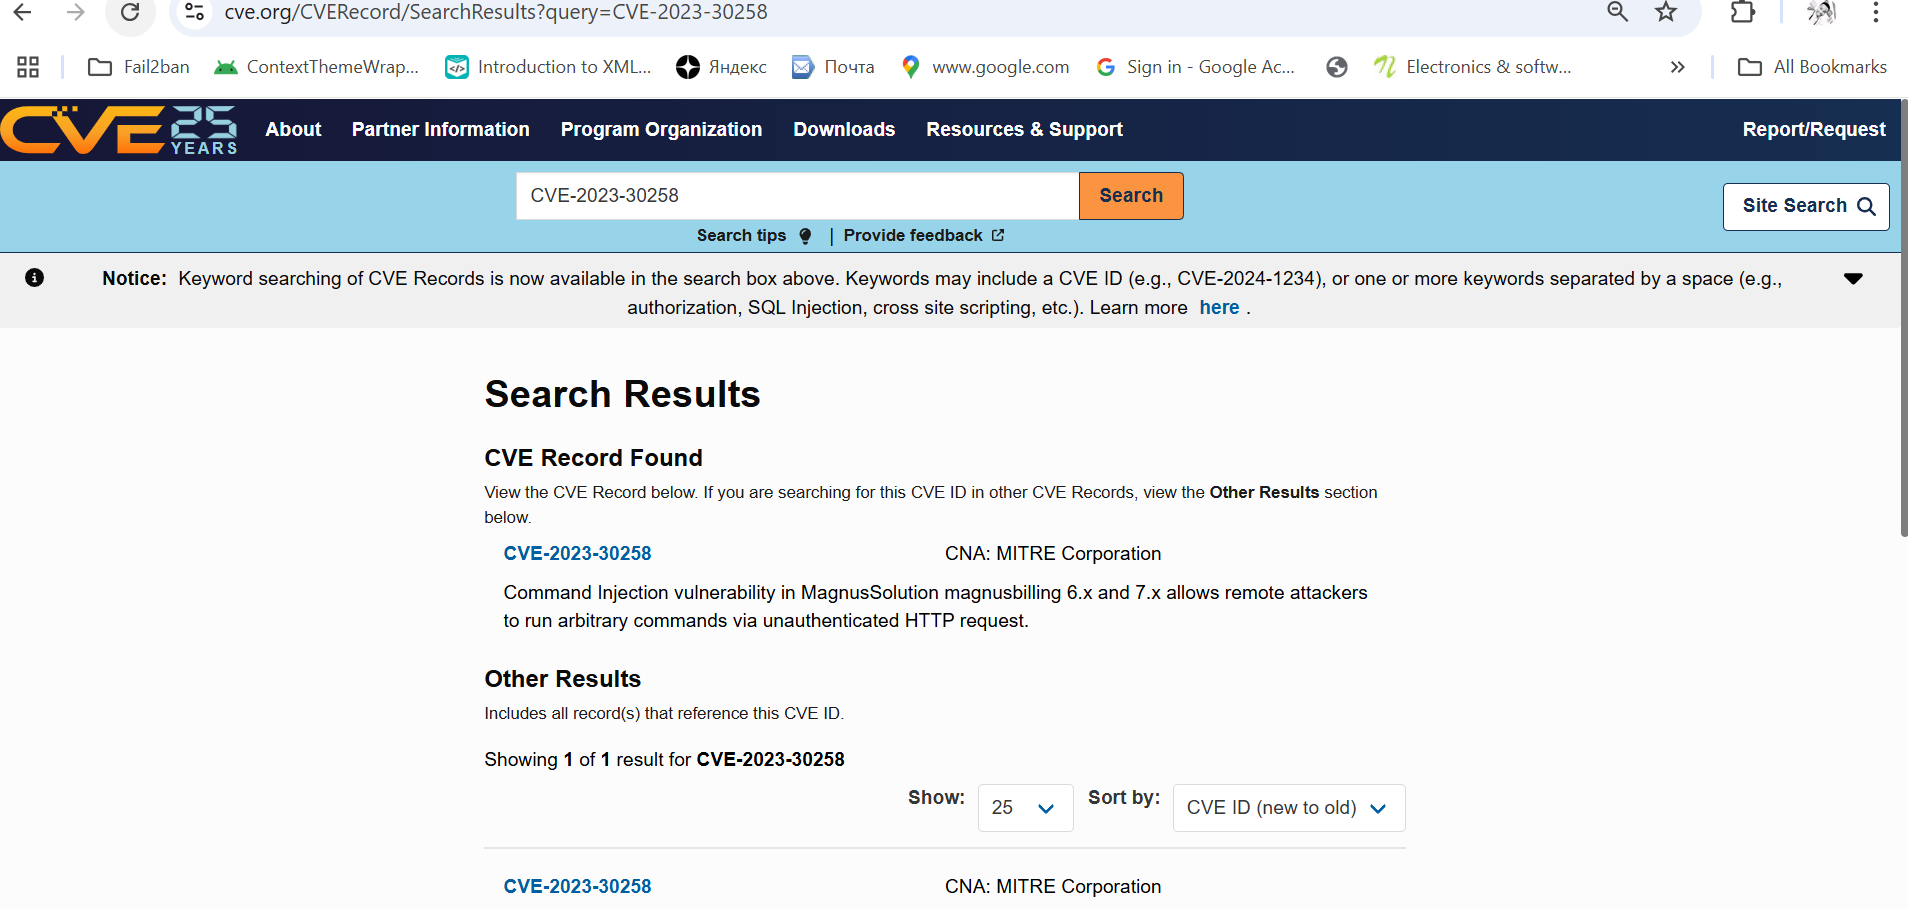 cve.org/CVERecord/SearchResults?query=CVE-2023-30258
Fail2ban ContextThemeWrap... Introduction to XML... Яндекс Почта www.google.com Sign in - Google Ac... Electronics & softw... » All Bookmarks
CVE 25 YEARS About Partner Information Program Organization Downloads Resources & Support Report/Request
CVE-2023-30258 Search
Site Search
Search tips | Provide feedback
Notice: Keyword searching of CVE Records is now available in the search box above. Keywords may include a CVE ID (e.g., CVE-2024-1234), or one or more keywords separated by a space (e.g.,
authorization, SQL Injection, cross site scripting, etc.). Learn more here .
Search Results
CVE Record Found
View the CVE Record below. If you are searching for this CVE ID in other CVE Records, view the Other Results section
below.
CVE-2023-30258 CNA: MITRE Corporation
Command Injection vulnerability in MagnusSolution magnusbilling 6.x and 7.x allows remote attackers
to run arbitrary commands via unauthenticated HTTP request.
Other Results
Includes all record(s) that reference this CVE ID.
Showing 1 of 1 result for CVE-2023-30258
Show: 25 Sort by: CVE ID (new to old)
CVE-2023-30258 CNA: MITRE Corporation